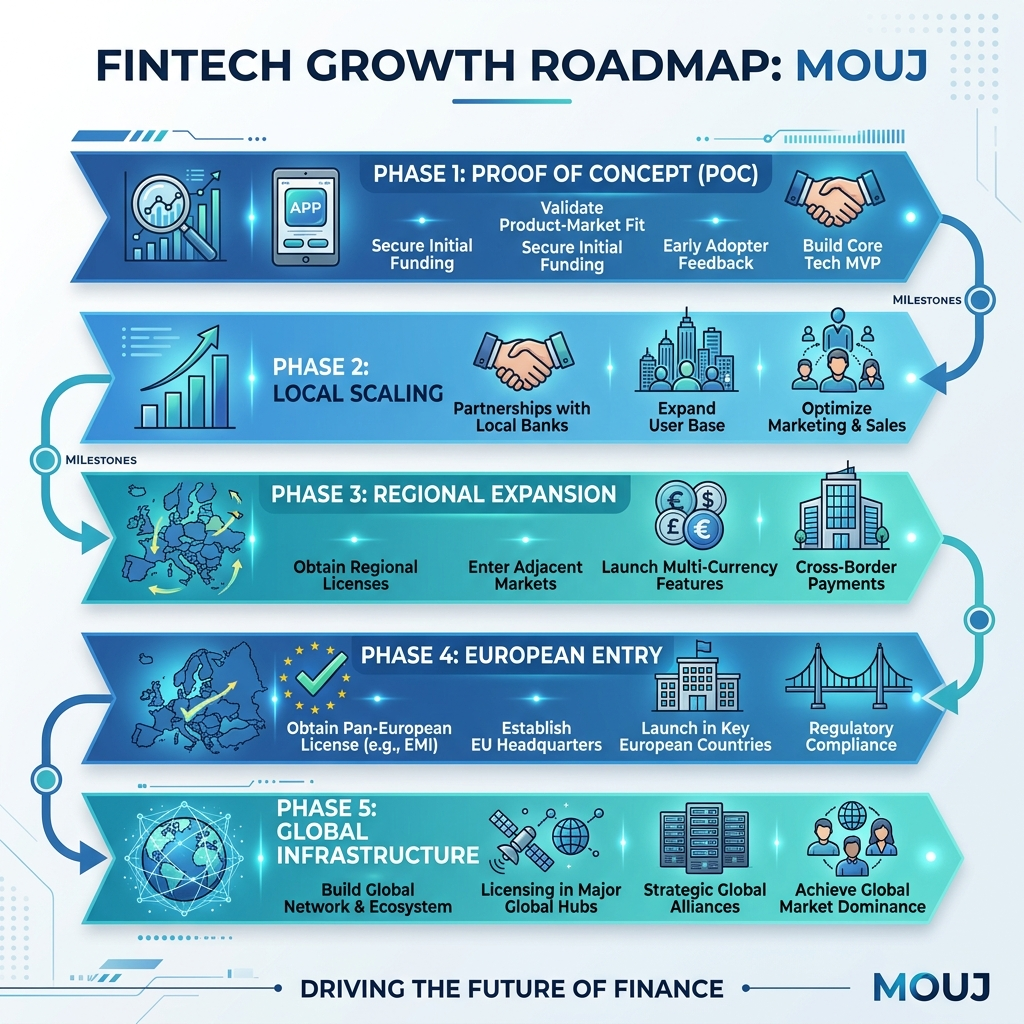 FINTECH GROWTH ROADMAP: MOUJ
PHASE 1: PROOF OF CONCEPT (POC)
APP
Secure Initial
Funding
Validate
Product-Market Fit
Secure Initial
Funding
Early Adopter
Feedback
Build Core
Tech MVP
MILESTONES
PHASE 2:
LOCAL SCALING
Partnerships with
Local Banks
Expand
User Base
Optimize
Marketing & Sales
MILESTONES
PHASE 3: REGIONAL EXPANSION
€ $
£ €
Obtain Regional
Licenses
Enter Adjacent
Markets
Launch Multi-Currency
Features
Cross-Border
Payments
PHASE 4: EUROPEAN ENTRY
Obtain Pan-European
License (e.g., EMI)
Establish
EU Headquarters
Launch in Key
European Countries
Regulatory
Compliance
PHASE 5:
GLOBAL
INFRASTRUCTURE
Build Global
Network & Ecosystem
Licensing in Major
Global Hubs
Strategic Global
Alliances
Achieve Global
Market Dominance
DRIVING THE FUTURE OF FINANCE
MOUJ